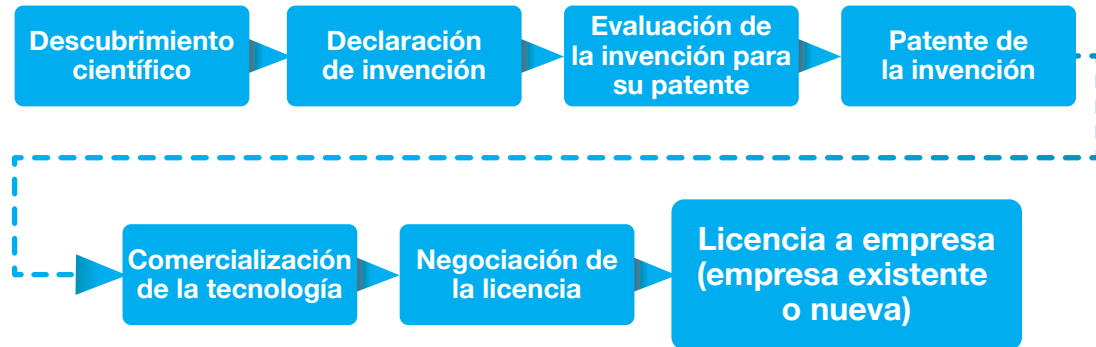 Descubrimiento
científico
Declaración
de invención
Evaluación de
la invención para
su patente
Patente de
la invención
Comercialización
de la tecnología
Negociación de
la licencia
Licencia a empresa
(empresa existente
o nueva)